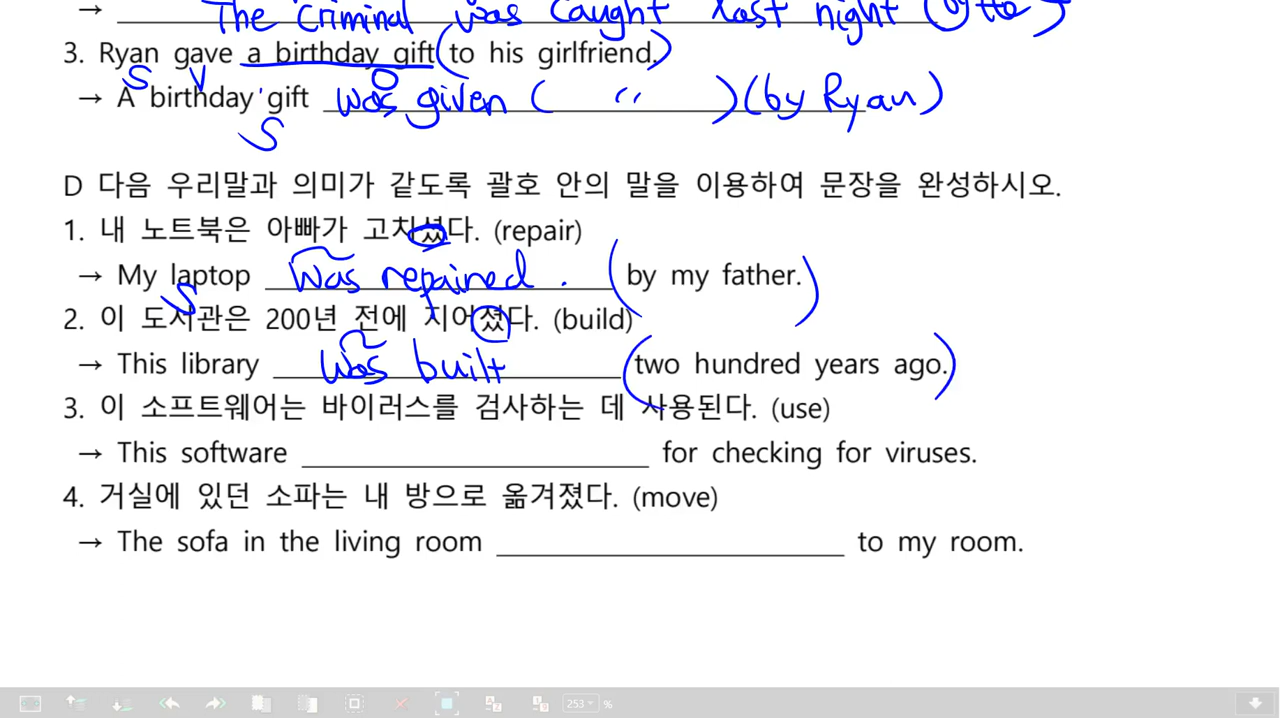 → The criminal was caught last night
3. Ryan gave a birthday gift (to his girlfriend.)
S V O
→ A birthday gift was given ( 〃 ) (by Ryan)
S
D 다음 우리말과 의미가 같도록 괄호 안의 말을 이용하여 문장을 완성하시오.
1. 내 노트북은 아빠가 고치셨다. (repair)
→ My laptop was repaired. (by my father.)
S
2. 이 도서관은 200년 전에 지어졌다. (build)
→ This library was built (two hundred years ago.)
3. 이 소프트웨어는 바이러스를 검사하는 데 사용된다. (use)
→ This software ____________ for checking for viruses.
4. 거실에 있던 소파는 내 방으로 옮겨졌다. (move)
→ The sofa in the living room ____________ to my room.
253 %